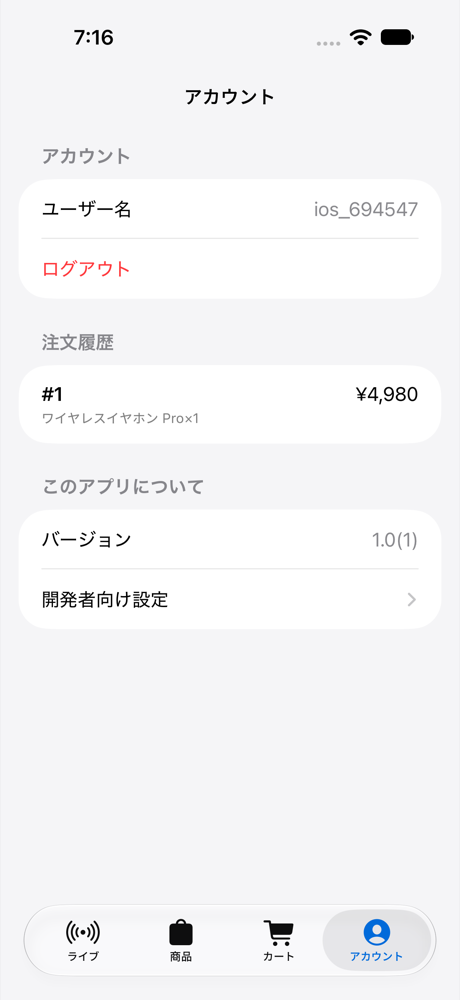 7:16
アカウント
アカウント
ユーザー名 ios_694547
ログアウト
注文履歴
#1 ¥4,980
ワイヤレスイヤホン Pro×1
このアプリについて
バージョン 1.0(1)
開発者向け設定
ライブ 商品 カート アカウント